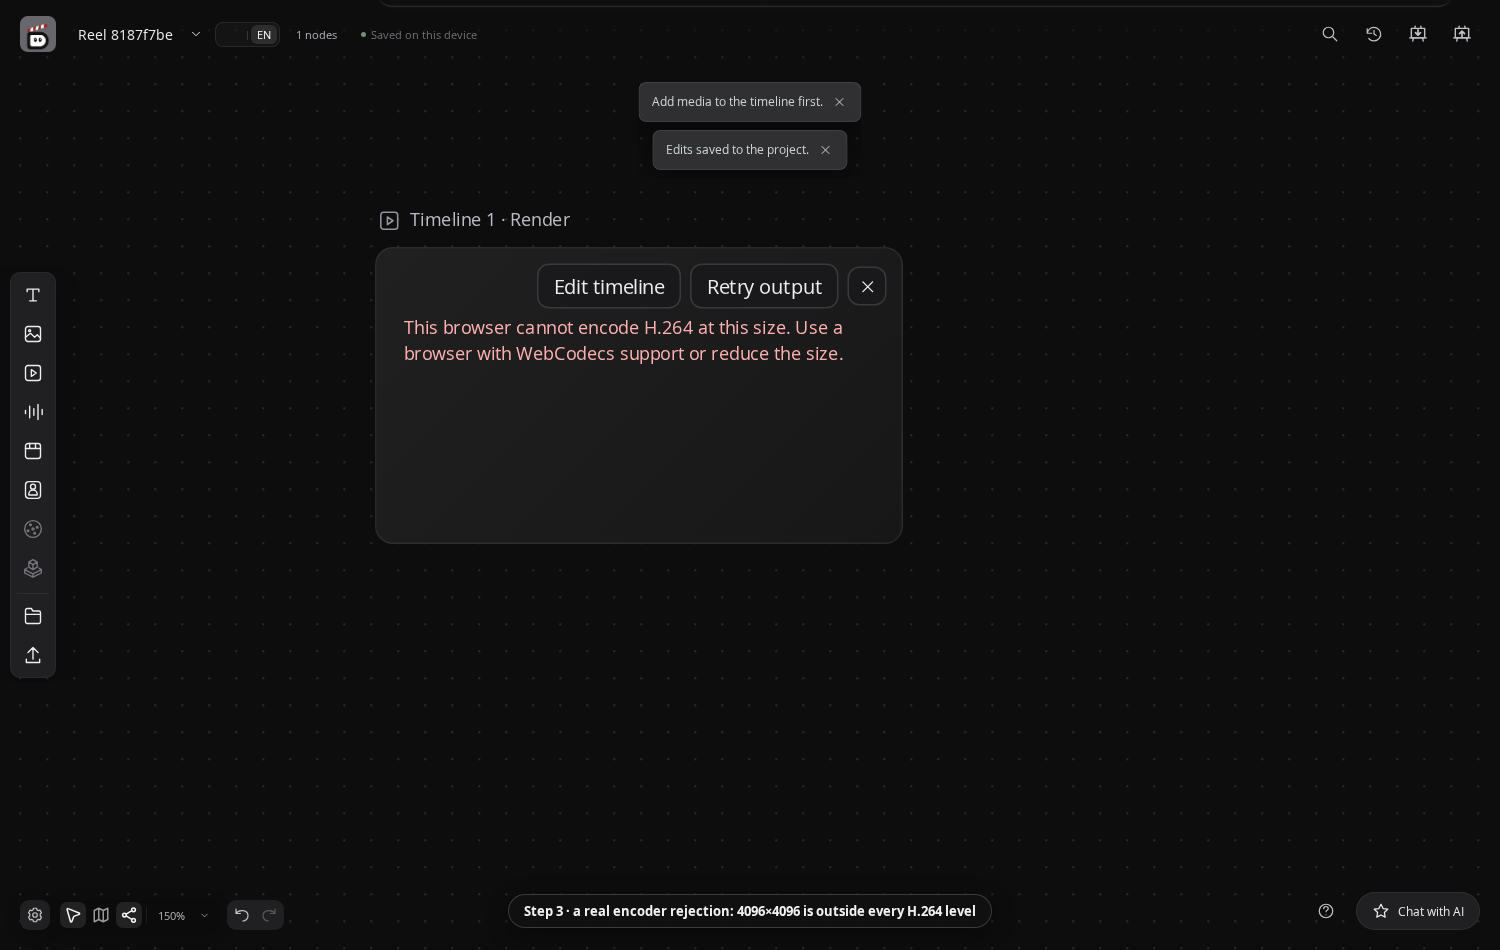 Reel 8187f7be
EN
1 nodes
Saved on this device
Add media to the timeline first.
Edits saved to the project.
Timeline 1 · Render
Edit timeline
Retry output
This browser cannot encode H.264 at this size. Use a
browser with WebCodecs support or reduce the size.
150%
Step 3 · a real encoder rejection: 4096×4096 is outside every H.264 level
Chat with AI